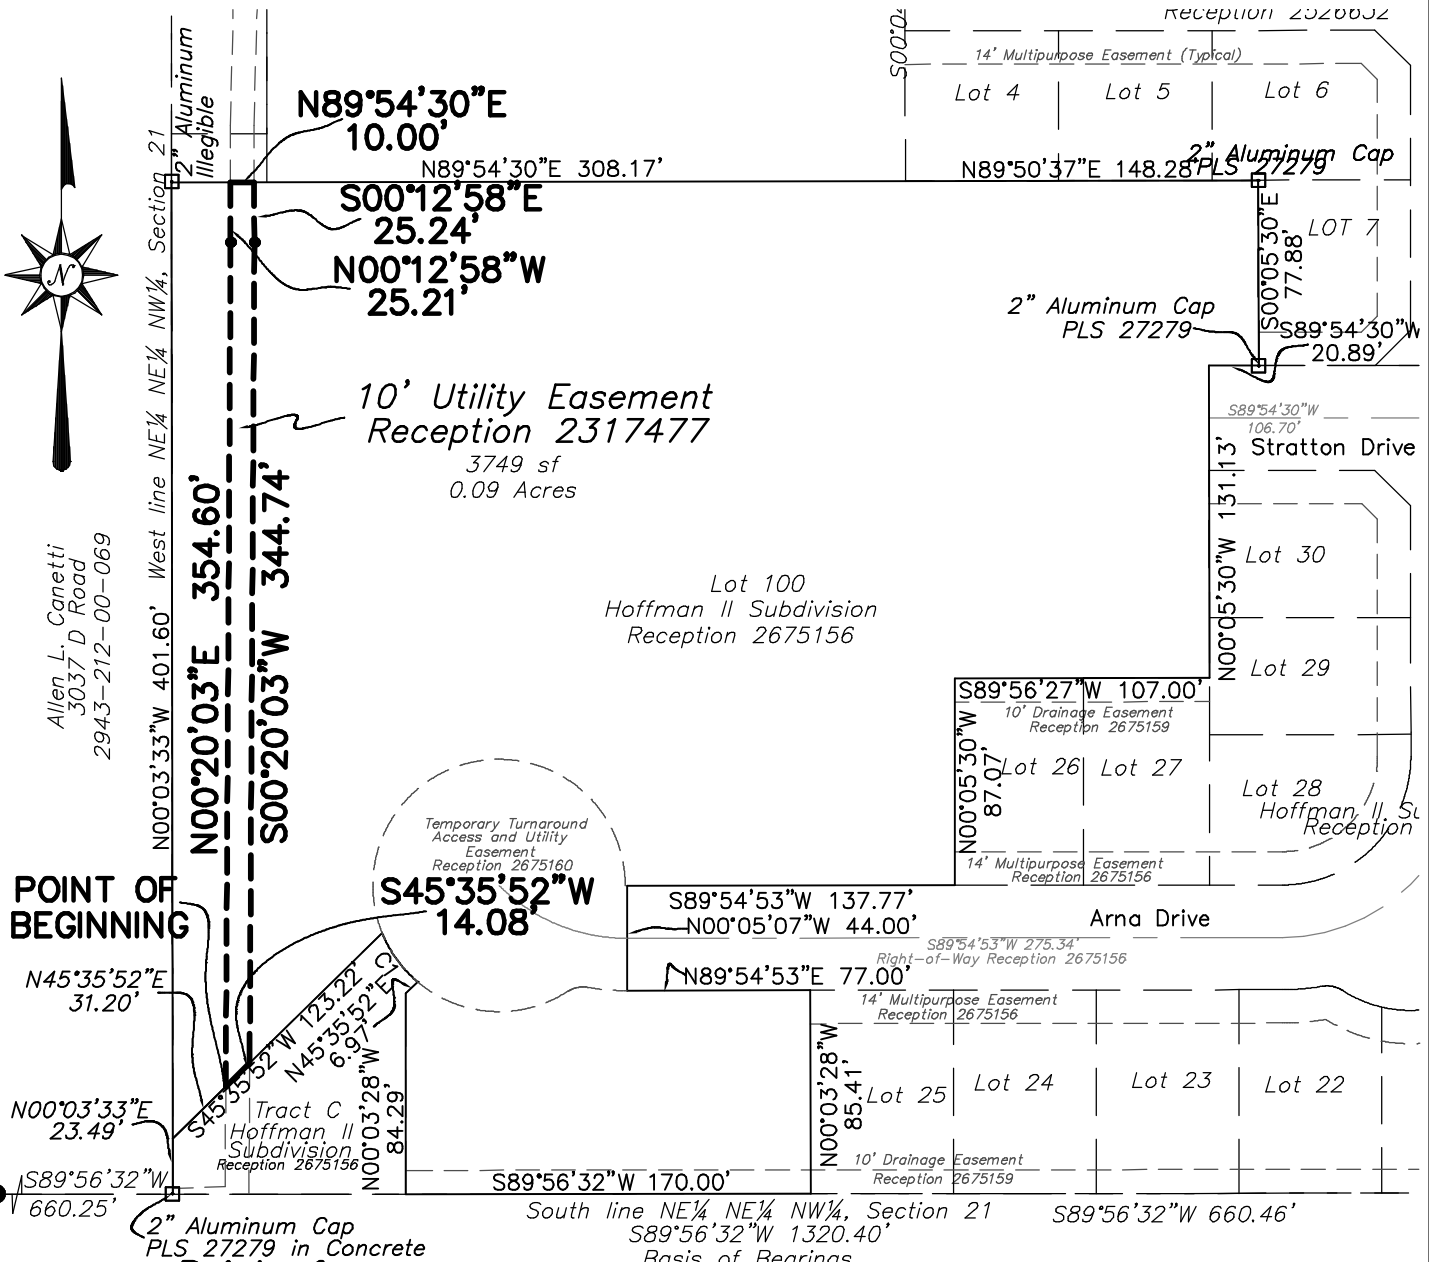 Reception 2526652
14' Multipurpose Easement (Typical)
Lot 4
Lot 5
Lot 6
2" Aluminum
Illegible
N89°54'30"E
10.00'
N89°54'30"E 308.17'
N89°50'37"E 148.28'
2" Aluminum Cap
PLS 27279
S00°12'58"E
25.24'
N00°12'58"W
25.21'
S00°05'30"E
77.88'
LOT 7
N
2" Aluminum Cap
PLS 27279
S89°54'30"W
20.89'
10' Utility Easement
Reception 2317477
3749 sf
0.09 Acres
S89°54'30"W
106.70'
Stratton Drive
West line NE¼ NE¼ NW¼, Section 21
N00°03'33"W 401.60'
Allen L. Canetti
3037 D Road
2943-212-00-069
N00°20'03"E 354.60'
S00°20'03"W 344.74'
Lot 100
Hoffman II Subdivision
Reception 2675156
N00°05'30"W 131.13'
Lot 30
Lot 29
S89°56'27"W 107.00'
10' Drainage Easement
Reception 2675159
N00°05'30"W
87.07'
Lot 26
Lot 27
Lot 28
Hoffman II Su
Reception
Temporary Turnaround
Access and Utility
Easement
Reception 2675160
14' Multipurpose Easement
Reception 2675156
POINT OF
BEGINNING
S45°35'52"W
14.08'
S89°54'53"W 137.77'
N00°05'07"W 44.00'
Arna Drive
S89°54'53"W 275.34'
Right-of-Way Reception 2675156
N89°54'53"E 77.00'
N45°35'52"E
31.20'
S45°35'52"W 123.22'
C1
N45°35'52"E
6.97'
14' Multipurpose Easement
Reception 2675156
N00°03'28"W
84.29'
N00°03'28"W
85.41'
Lot 25
Lot 24
Lot 23
Lot 22
N00°03'33"E
23.49'
Tract C
Hoffman II
Subdivision
Reception 2675156
10' Drainage Easement
Reception 2675159
S89°56'32"W
660.25'
S89°56'32"W 170.00'
South line NE¼ NE¼ NW¼, Section 21
S89°56'32"W 1320.40'
Basis of Bearings
S89°56'32"W 660.46'
2" Aluminum Cap
PLS 27279 in Concrete